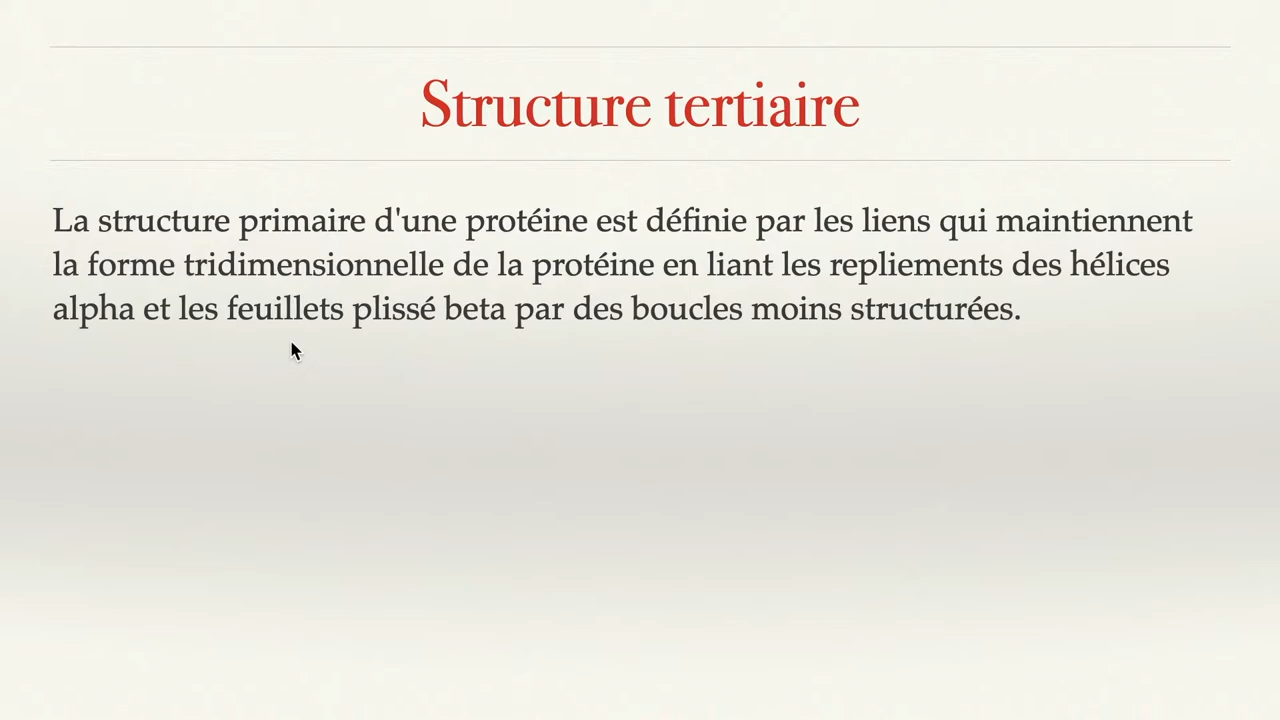 Structure tertiaire
La structure primaire d'une protéine est définie par les liens qui maintiennent
la forme tridimensionnelle de la protéine en liant les repliements des hélices
alpha et les feuillets plissé beta par des boucles moins structurées.